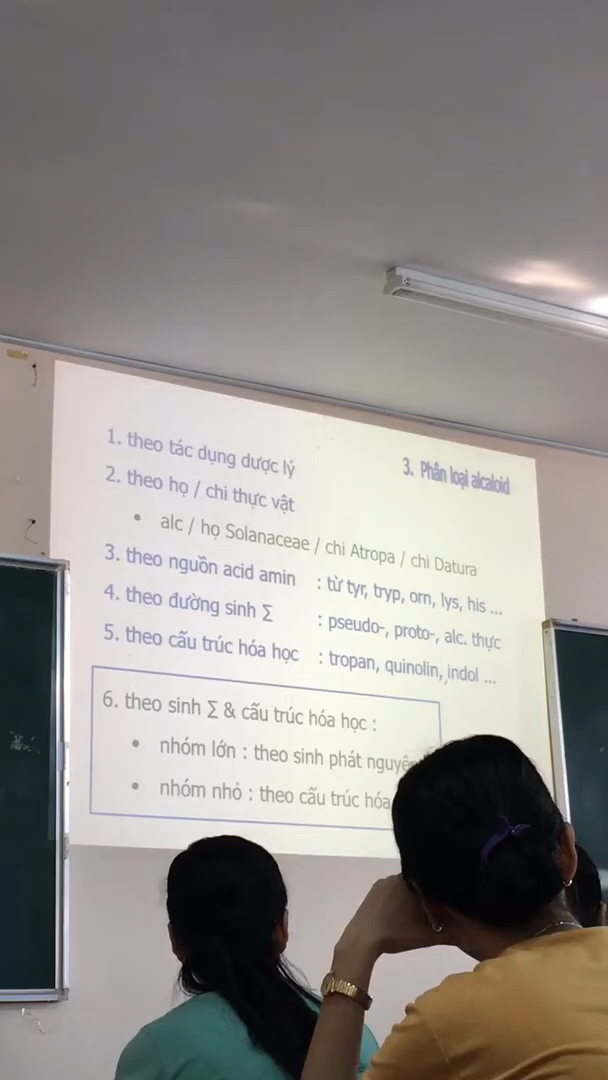 3. Phân loại alcaloid
1. theo tác dụng dược lý
2. theo họ / chi thực vật
• alc / họ Solanaceae / chi Atropa / chi Datura
3. theo nguồn acid amin : từ tyr, tryp, orn, lys, his ...
4. theo đường sinh ∑ : pseudo-, proto-, alc. thực
5. theo cấu trúc hóa học : tropan, quinolin, indol ...
6. theo sinh ∑ & cấu trúc hóa học :
• nhóm lớn : theo sinh phát nguyên
• nhóm nhỏ : theo cấu trúc hóa